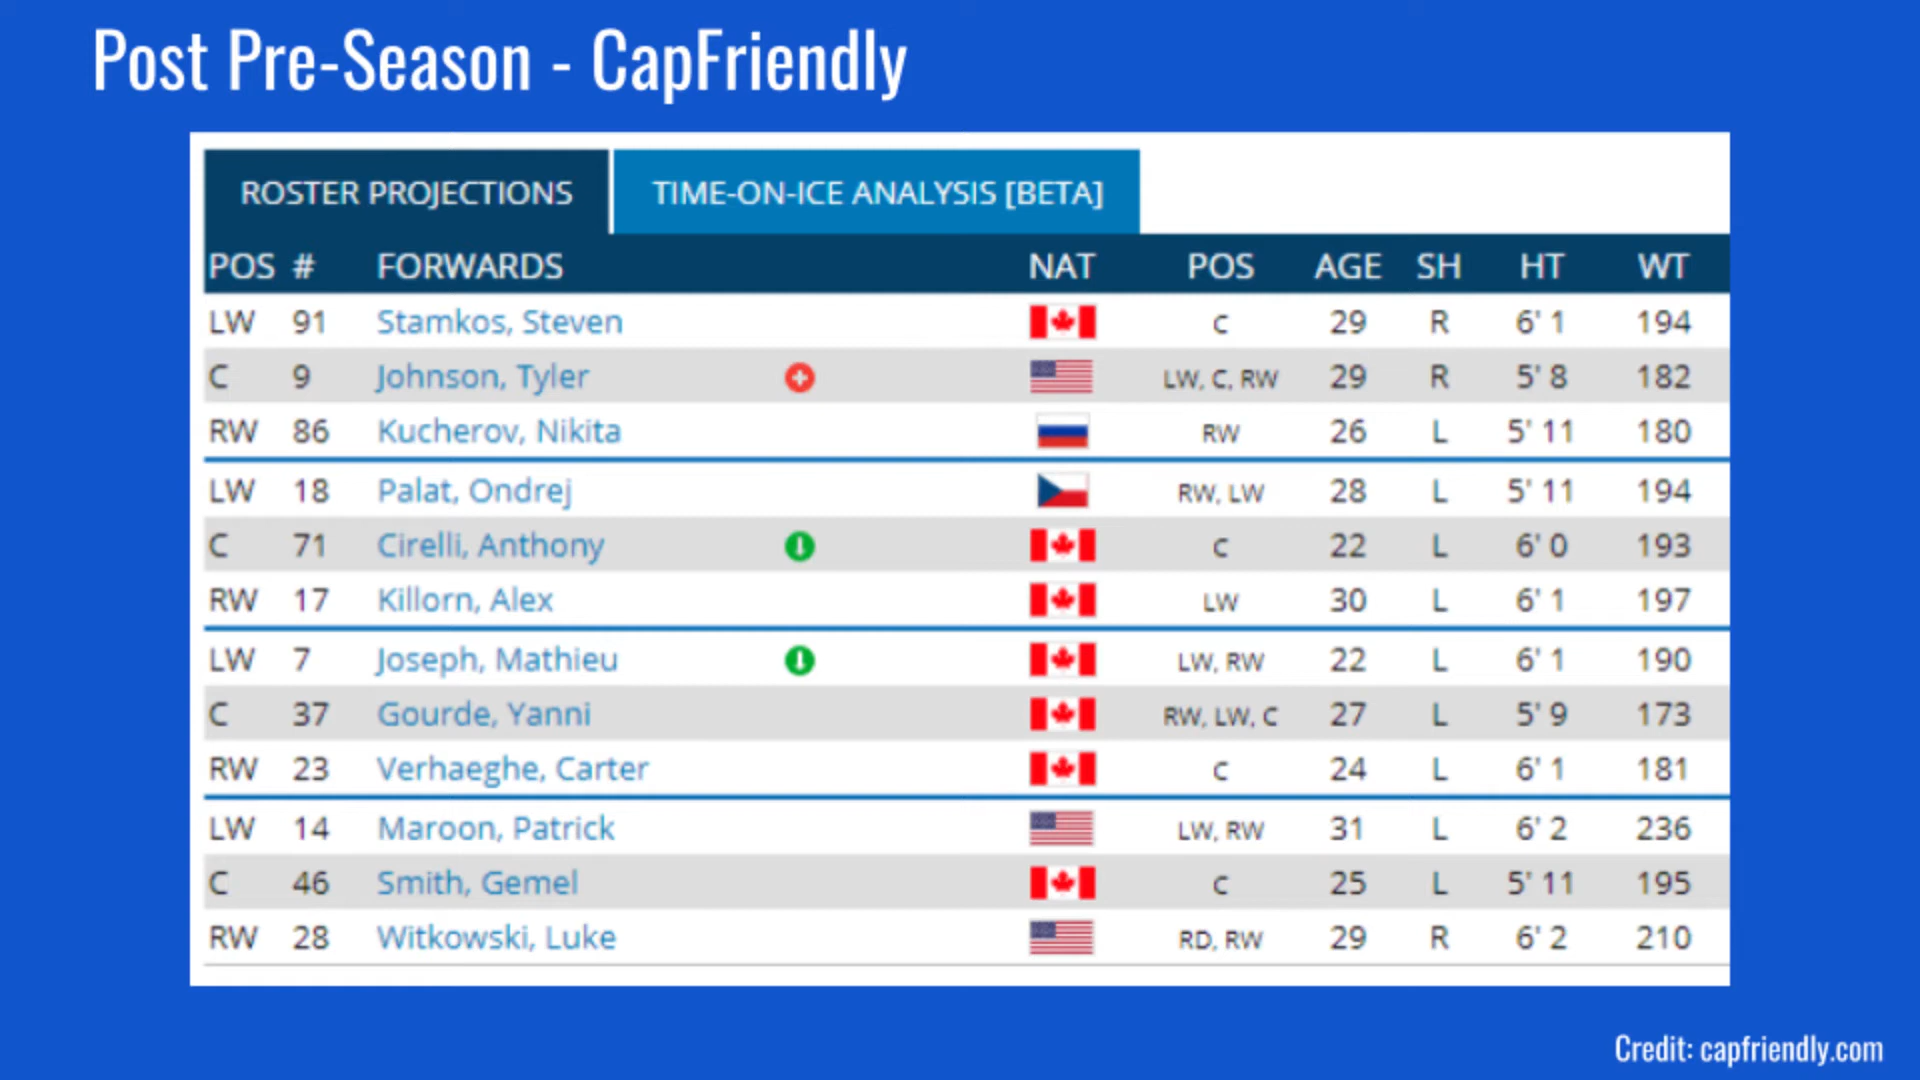 Post Pre-Season - CapFriendly
ROSTER PROJECTIONS TIME-ON-ICE ANALYSIS [BETA]
POS # FORWARDS NAT POS AGE SH HT WT
LW 91 Stamkos, Steven C 29 R 6' 1 194
C 9 Johnson, Tyler LW, C, RW 29 R 5' 8 182
RW 86 Kucherov, Nikita RW 26 L 5' 11 180
LW 18 Palat, Ondrej RW, LW 28 L 5' 11 194
C 71 Cirelli, Anthony C 22 L 6' 0 193
RW 17 Killorn, Alex LW 30 L 6' 1 197
LW 7 Joseph, Mathieu LW, RW 22 L 6' 1 190
C 37 Gourde, Yanni RW, LW, C 27 L 5' 9 173
RW 23 Verhaeghe, Carter C 24 L 6' 1 181
LW 14 Maroon, Patrick LW, RW 31 L 6' 2 236
C 46 Smith, Gemel C 25 L 5' 11 195
RW 28 Witkowski, Luke RD, RW 29 R 6' 2 210
Credit: capfriendly.com